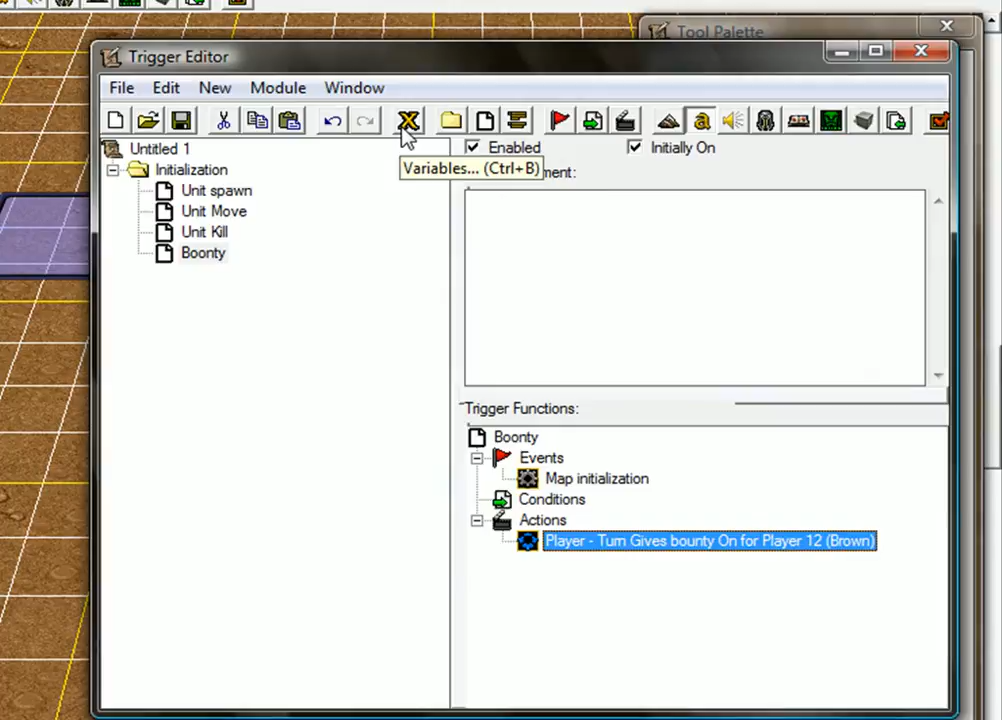 Tool Palette
Trigger Editor
File Edit New Module Window
Untitled 1
Enabled
Initially On
Variables... (Ctrl+B)
ment:
Initialization
Unit spawn
Unit Move
Unit Kill
Boonty
Trigger Functions:
Boonty
Events
Map initialization
Conditions
Actions
Player - Turn Gives bounty On for Player 12 (Brown)